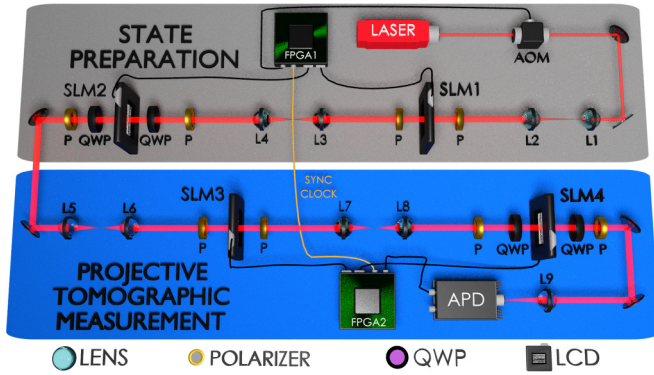 STATE
PREPARATION
FPGA1
LASER
AOM
SLM2
SLM1
P
QWP
QWP
P
L4
L3
P
P
L2
L1
SYNC
CLOCK
L5
L6
SLM3
L7
L8
SLM4
P
P
P
QWP
QWP
P
L9
PROJECTIVE
TOMOGRAPHIC
MEASUREMENT
FPGA2
APD
LENS
POLARIZER
QWP
LCD